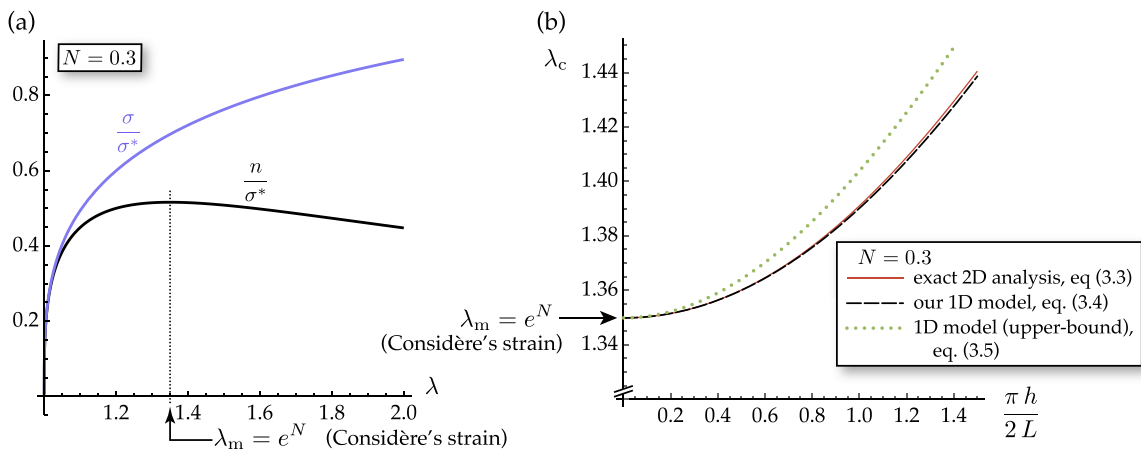 (a)
N = 0.3
0.8
0.6
0.4
0.2
σ/σ*
n/σ*
1.2
1.4
1.6
1.8
2.0
λ
λm = e^N (Considère's strain)
(b)
λc
1.44
1.42
1.40
1.38
1.36
1.34
λm = e^N
(Considère's strain)
0.2
0.4
0.6
0.8
1.0
1.2
1.4
π h
2 L
N = 0.3
exact 2D analysis, eq (3.3)
our 1D model, eq. (3.4)
1D model (upper-bound),
eq. (3.5)